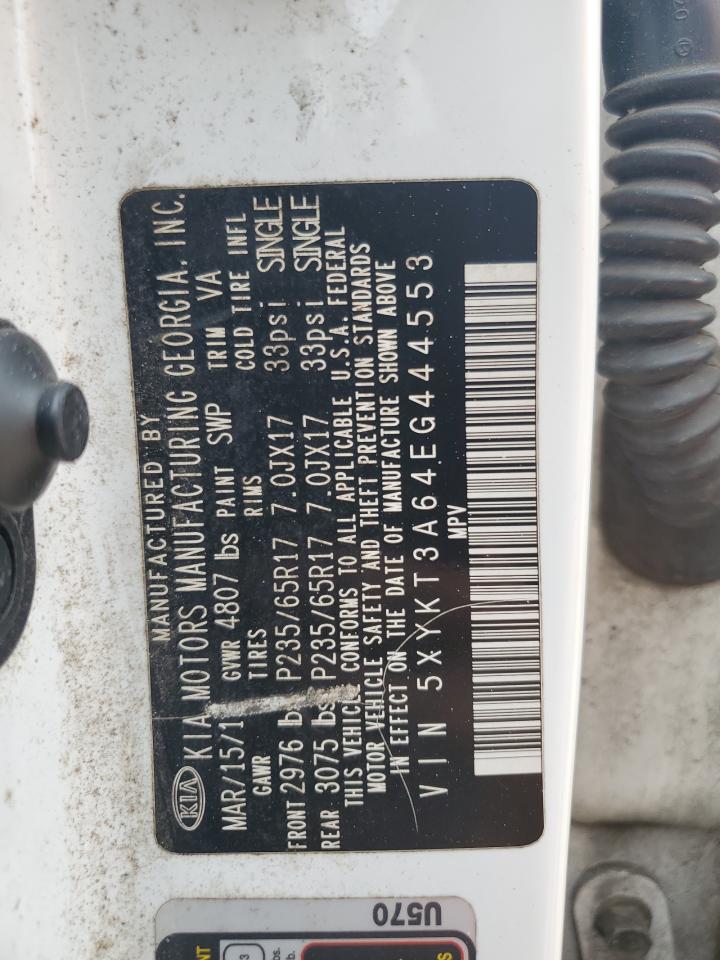 MANUFACTURED BY
KIA KIA MOTORS MANUFACTURING GEORGIA, INC.
MAR/15/1 GVWR 4807 lbs PAINT SWP TRIM VA
GAWR TIRES RIMS COLD TIRE INFL
FRONT 2976 lb P235/65R17 7.0JX17 33psi SINGLE
REAR 3075 lbs P235/65R17 7.0JX17 33psi SINGLE
THIS VEHICLE CONFORMS TO ALL APPLICABLE U.S.A. FEDERAL
MOTOR VEHICLE SAFETY AND THEFT PREVENTION STANDARDS
IN EFFECT ON THE DATE OF MANUFACTURE SHOWN ABOVE
VIN 5XYKT3A64EG444553
MPV
U570